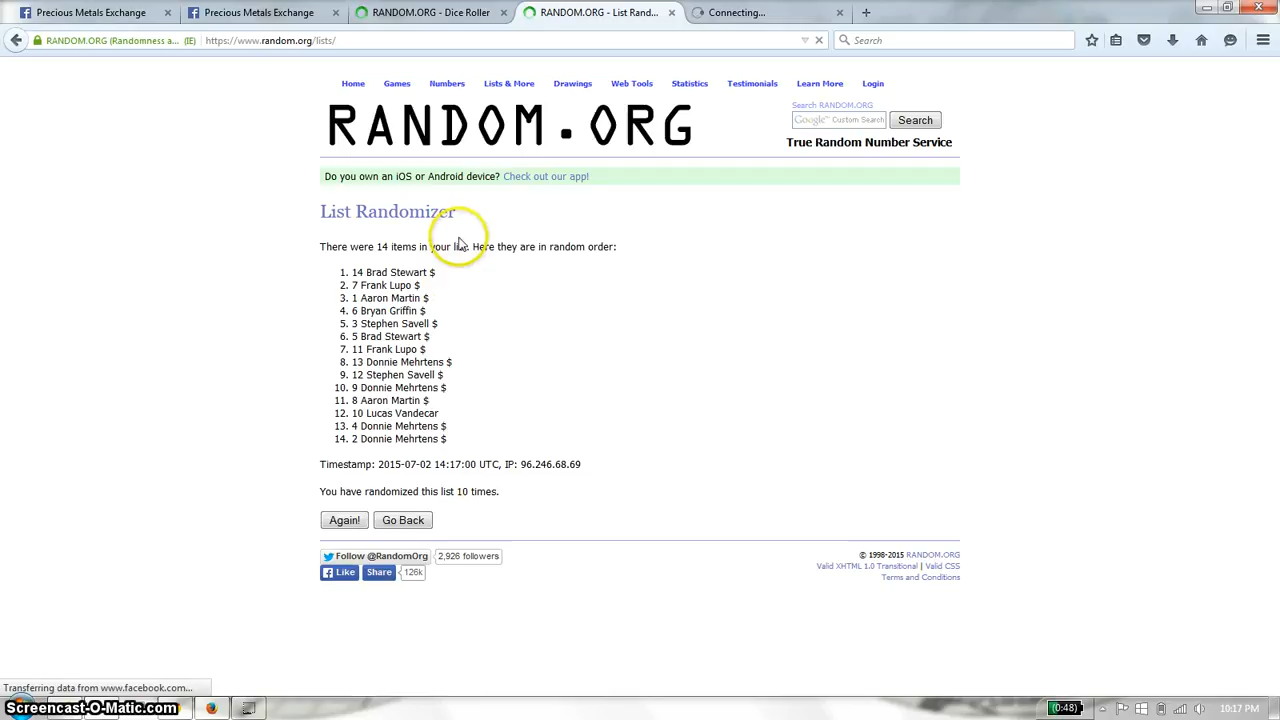 Precious Metals Exchange
Precious Metals Exchange
Dice Roller
RANDOM.ORG - List Rand...
Connecting...
RANDOM.ORG (Randomness a... (IE)
https://www.random.org/lists/
Search
Home Games Numbers Lists & More Drawings Web Tools Statistics Testimonials Learn More Login
RANDOM.ORG
Search RANDOM.ORG
Google™ Custom Search
Search
True Random Number Service
Do you own an iOS or Android device? Check out our app!
List Randomizer
There were 14 items in your list. Here they are in random order:
1. 14 Brad Stewart $
2. 7 Frank Lupo $
3. 1 Aaron Martin $
4. 6 Bryan Griffin $
5. 3 Stephen Savell $
6. 5 Brad Stewart $
7. 11 Frank Lupo $
8. 13 Donnie Mehrtens $
9. 12 Stephen Savell $
10. 9 Donnie Mehrtens $
11. 8 Aaron Martin $
12. 10 Lucas Vandecar
13. 4 Donnie Mehrtens $
14. 2 Donnie Mehrtens $
Timestamp: 2015-07-02 14:17:00 UTC, IP: 96.246.68.69
You have randomized this list 10 times.
Again! Go Back
Follow @RandomOrg 2,926 followers
Like Share 126k
© 1998-2015 RANDOM.ORG
Valid XHTML 1.0 Transitional | Valid CSS
Terms and Conditions
Transferring data from www.facebook.com...
Screencast-O-Matic.com
(0:48)
10:17 PM